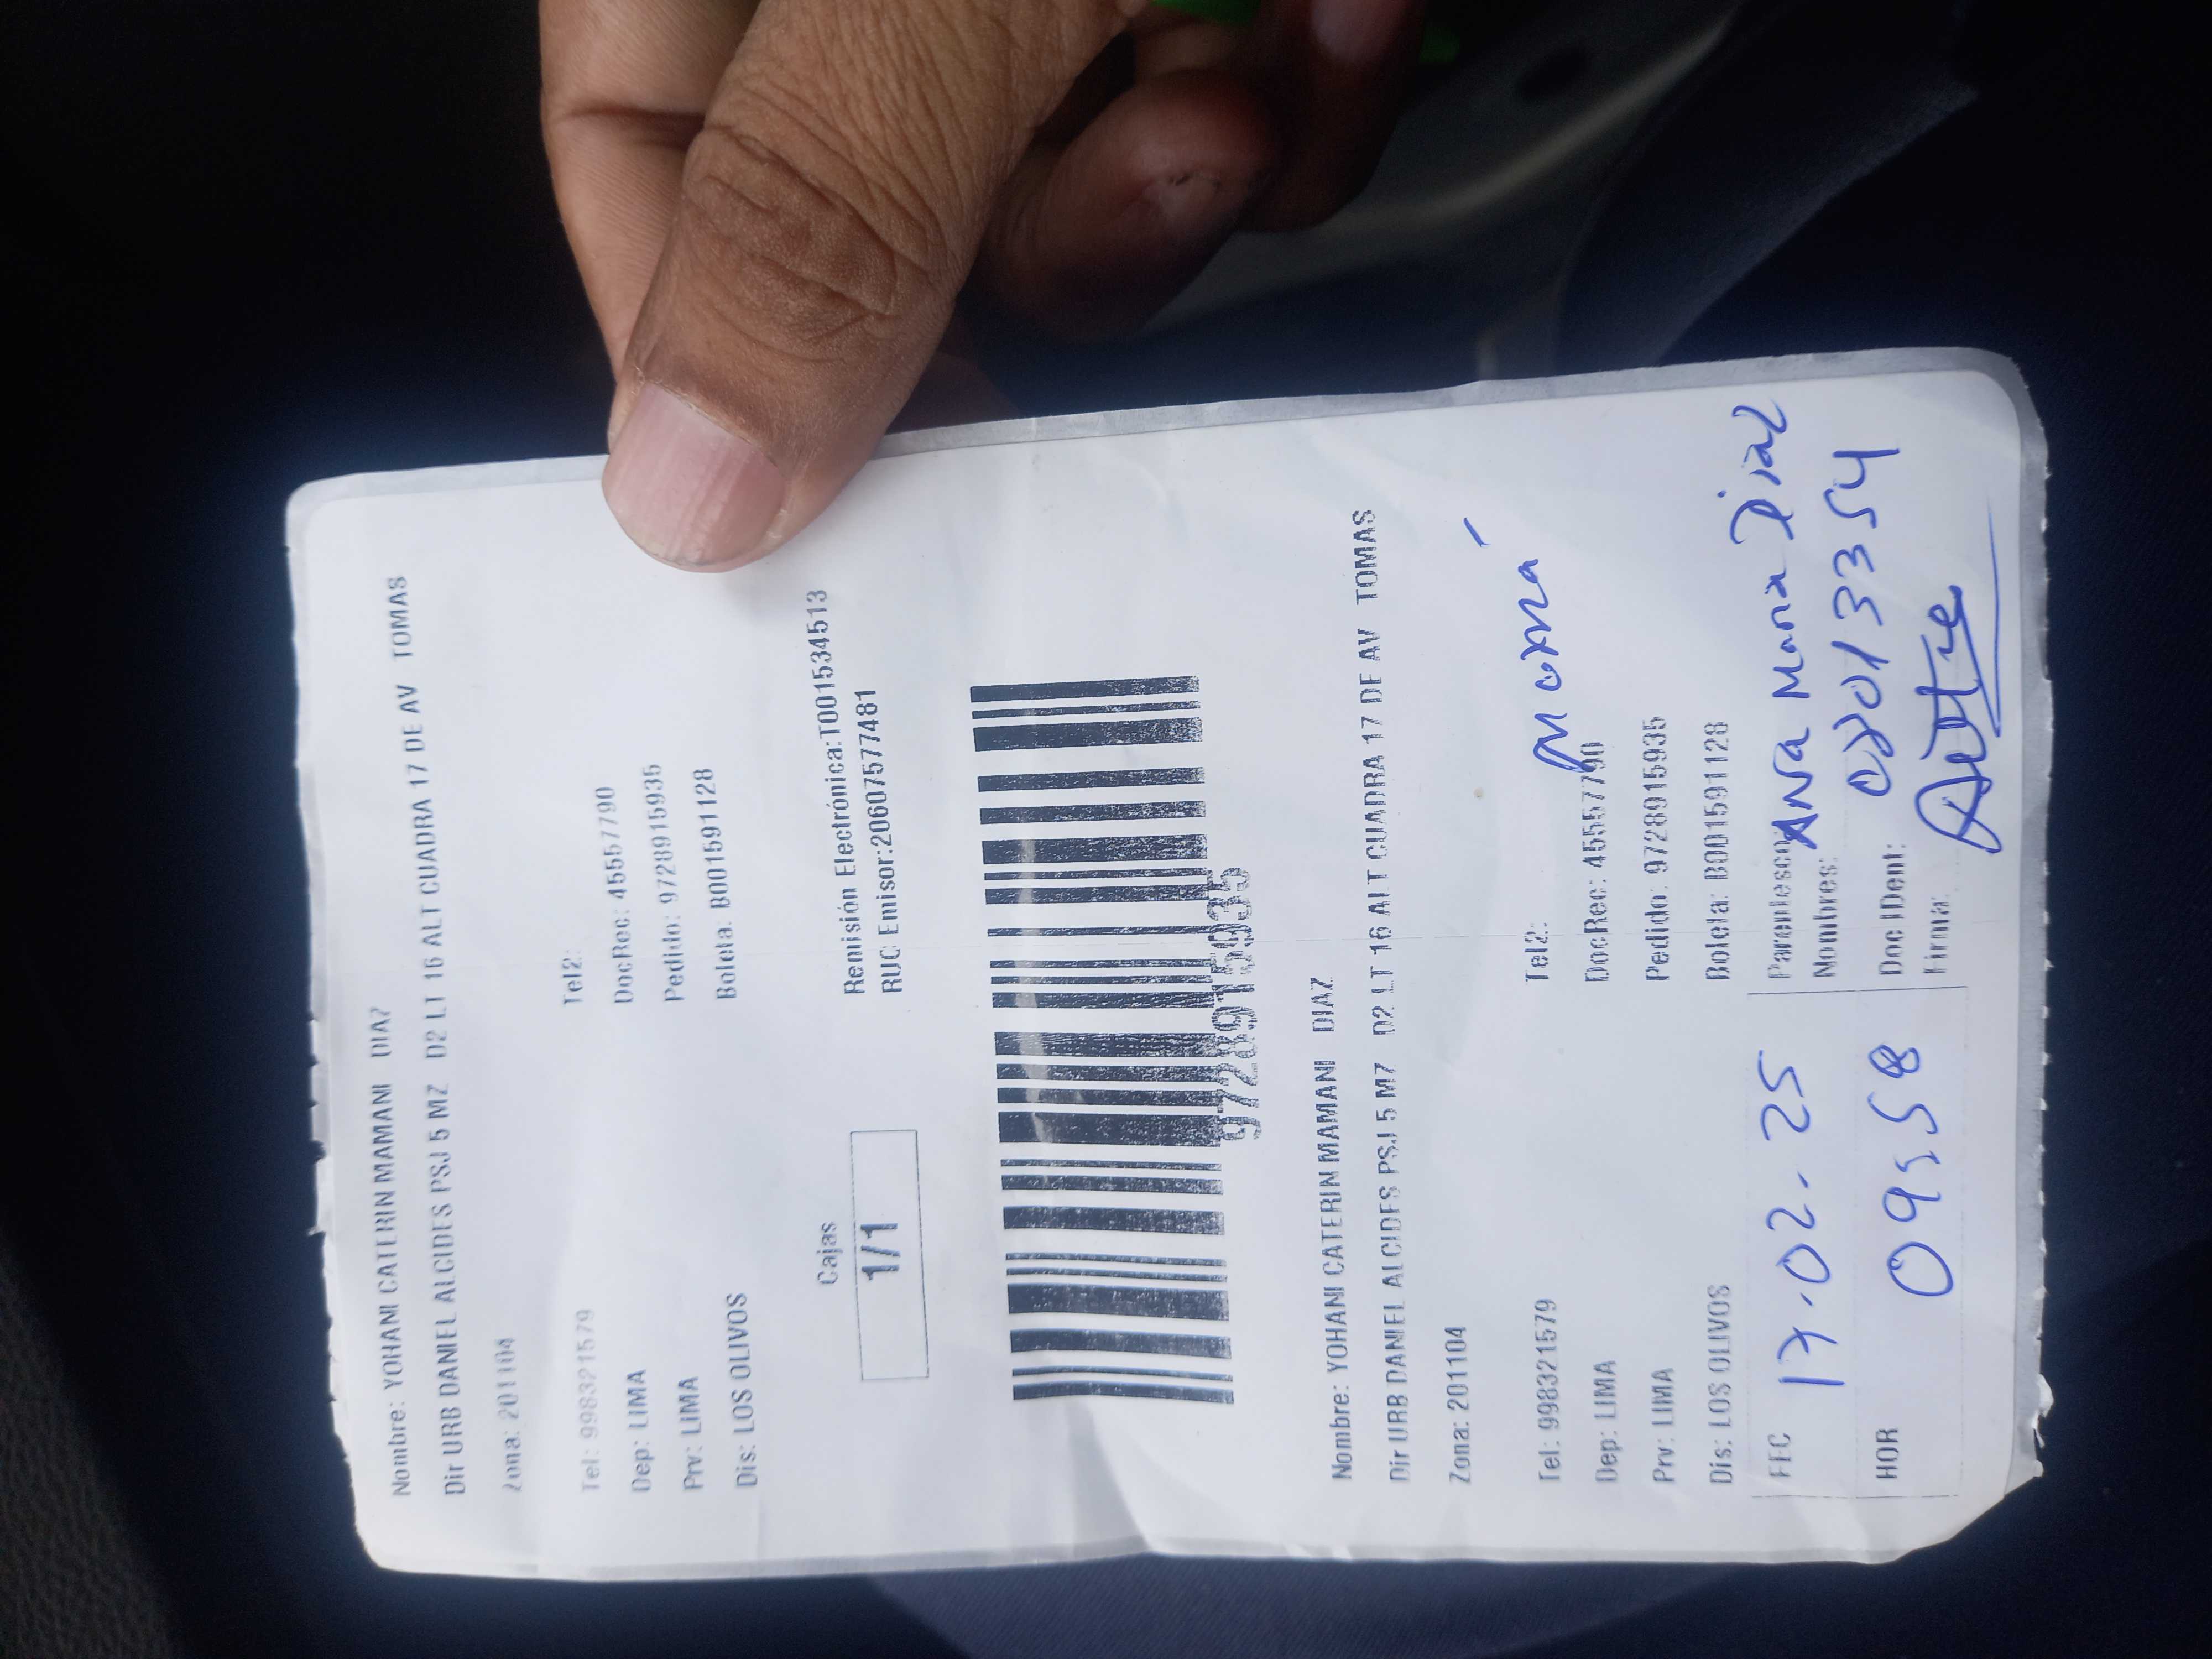 Nombre: YOHANI CATERIN MAMANI DIAZ
Dir URB DANIEL ALCIDES PSJ 5 MZ D2 LT 16 ALT CUADRA 17 DE AV TOMAS
Zona: 201104
Tel: 998321579 Tel2:
Dep: LIMA DocRec: 45557790
Prv: LIMA Pedido: 9728915935
Dis: LOS OLIVOS Boleta: B001591128
Cajas
1/1
Remisión Electrónica:T001534513
RUC Emisor:20607577481
9728915935
Nombre: YOHANI CATERIN MAMANI DIAZ
Dir URB DANIEL ALCIDES PSJ 5 MZ D2 LT 16 ALT CUADRA 17 DE AV TOMAS
Zona: 201104
Tel: 998321579 Tel2:
Dep: LIMA DocRec: 45557790
Prv: LIMA Pedido: 9728915935
Dis: LOS OLIVOS Boleta: B001591128
FEC 17.02.25
Parentesco:
Nombres: Ana Maria Diaz
HOR 09:58
Doc IDent:
Firma: